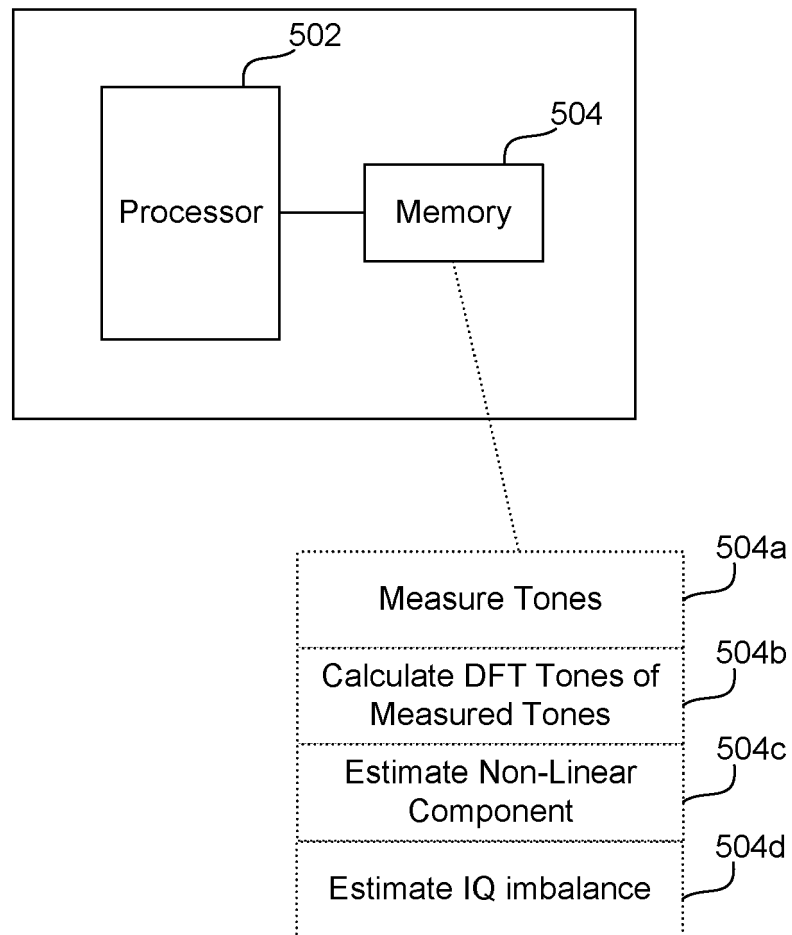 502
504
Processor
Memory
504a
Measure Tones
504b
Calculate DFT Tones of
Measured Tones
504c
Estimate Non-Linear
Component
504d
Estimate IQ imbalance